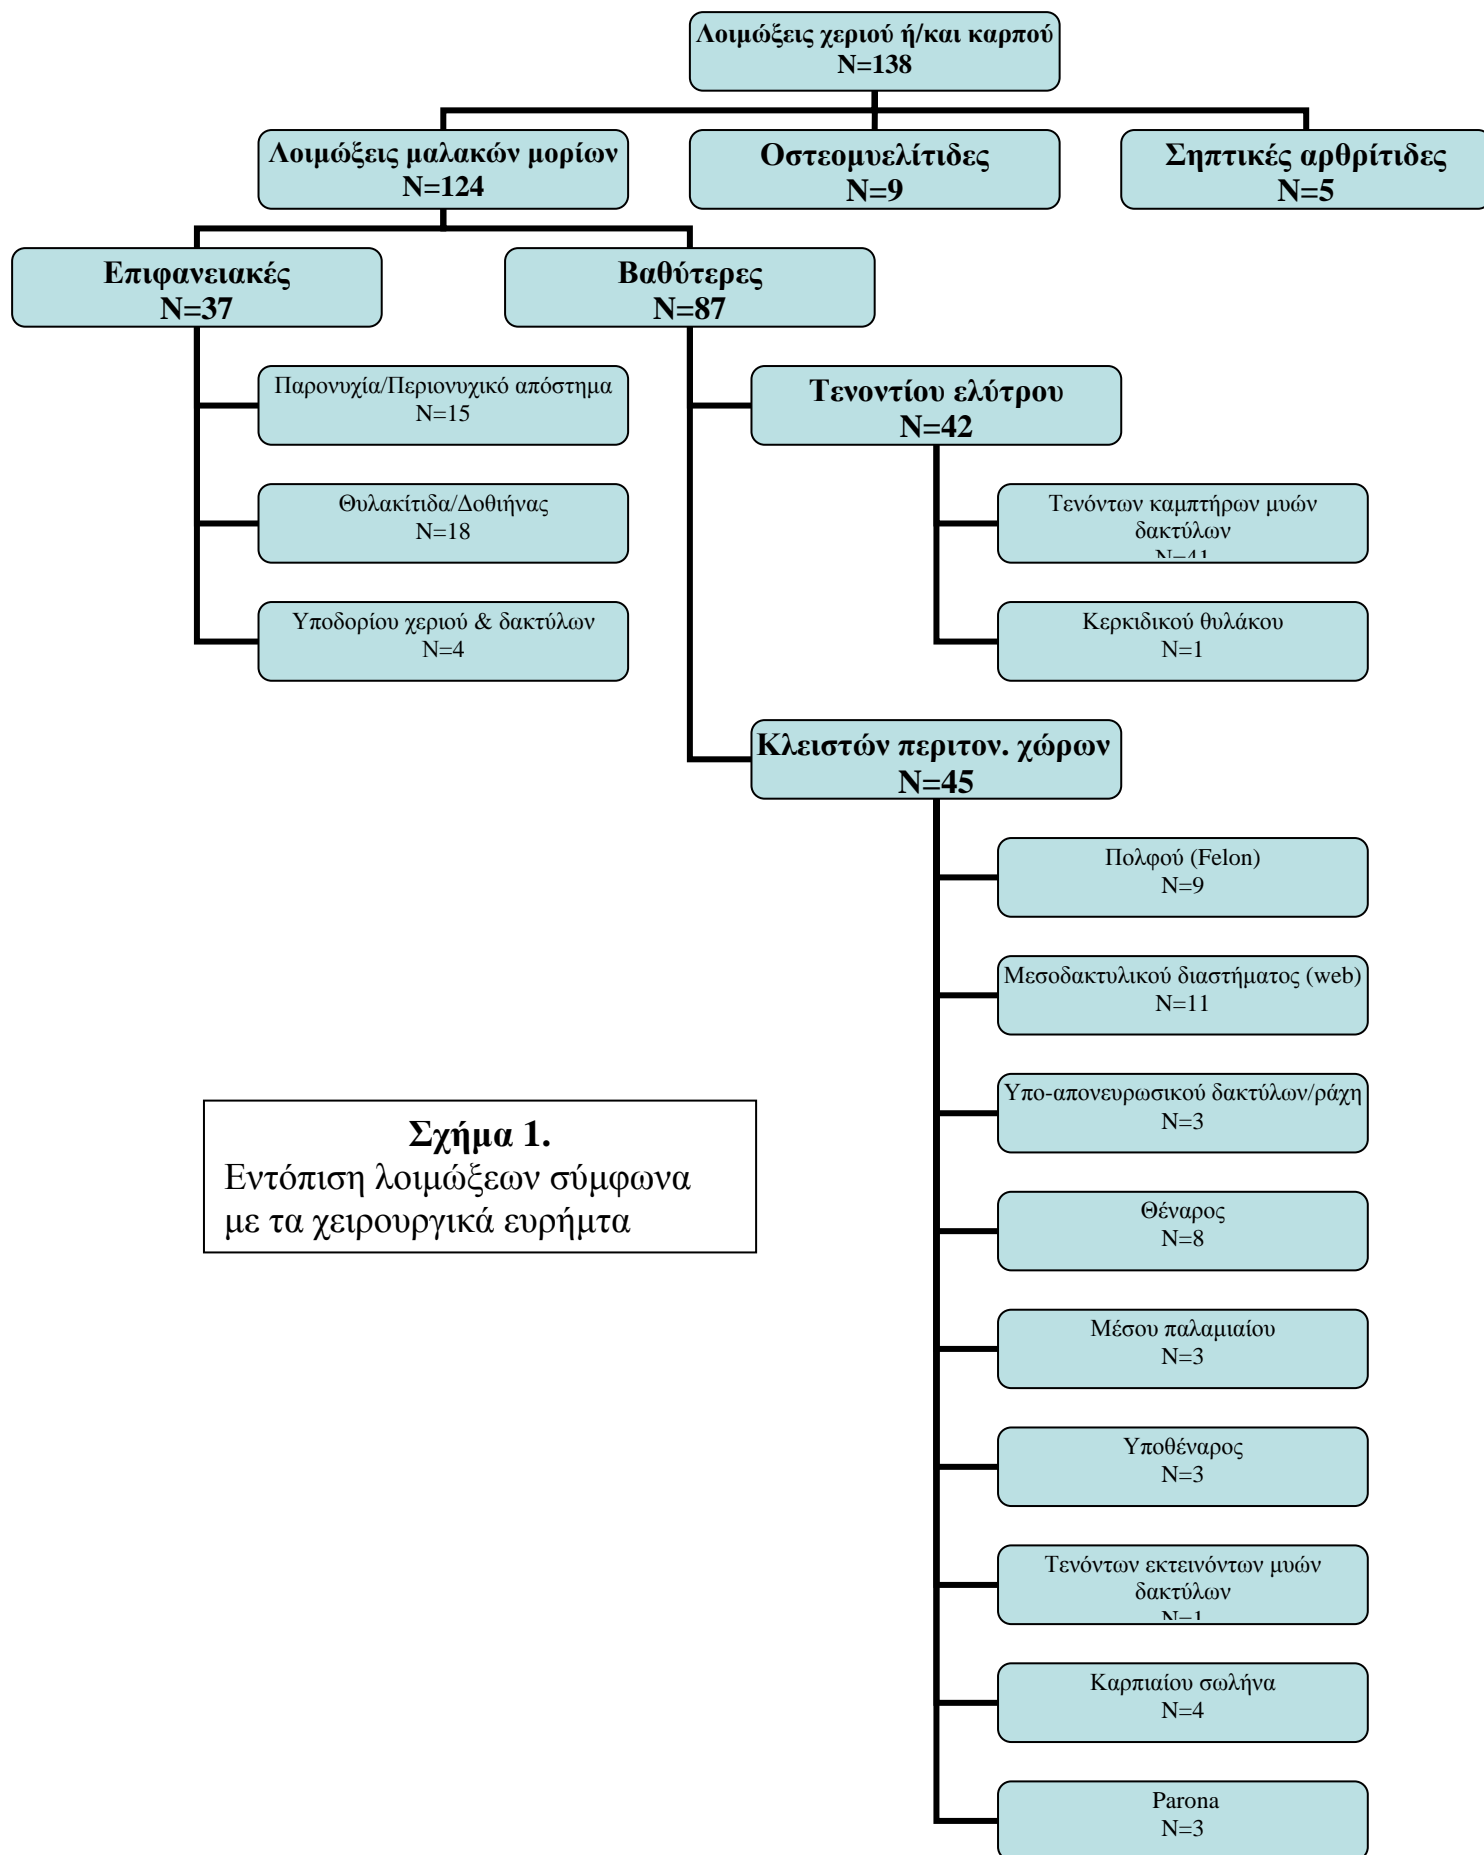 Λοιμώξεις χεριού ή/και καρπού
N=138
Λοιμώξεις μαλακών μορίων
N=124
Οστεομυελίτιδες
N=9
Σηπτικές αρθρίτιδες
N=5
Επιφανειακές
N=37
Βαθύτερες
N=87
Παρονυχία/Περιονυχικό απόστημα
N=15
Θυλακίτιδα/Δοθιήνας
N=18
Υποδορίου χεριού & δακτύλων
N=4
Τενοντίου ελύτρου
N=42
Τενόντων καμπτήρων μυών
δακτύλων
N=41
Κερκιδικού θυλάκου
N=1
Κλειστών περιτον. χώρων
N=45
Πολφού (Felon)
N=9
Μεσοδακτυλικού διαστήματος (web)
N=11
Υπο-απονευρωσικού δακτύλων/ράχη
N=3
Θέναρος
N=8
Μέσου παλαμιαίου
N=3
Υποθέναρος
N=3
Τενόντων εκτεινόντων μυών
δακτύλων
N=1
Καρπιαίου σωλήνα
N=4
Parona
N=3
Σχήμα 1.
Εντόπιση λοιμώξεων σύμφωνα
με τα χειρουργικά ευρήμτα